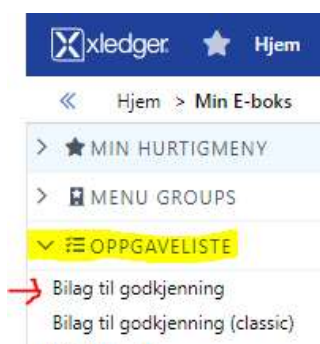 xledger Hjem
Hjem > Min E-boks
MIN HURTIGMENY
MENU GROUPS
OPPGAVELISTE
Bilag til godkjenning
Bilag til godkjenning (classic)